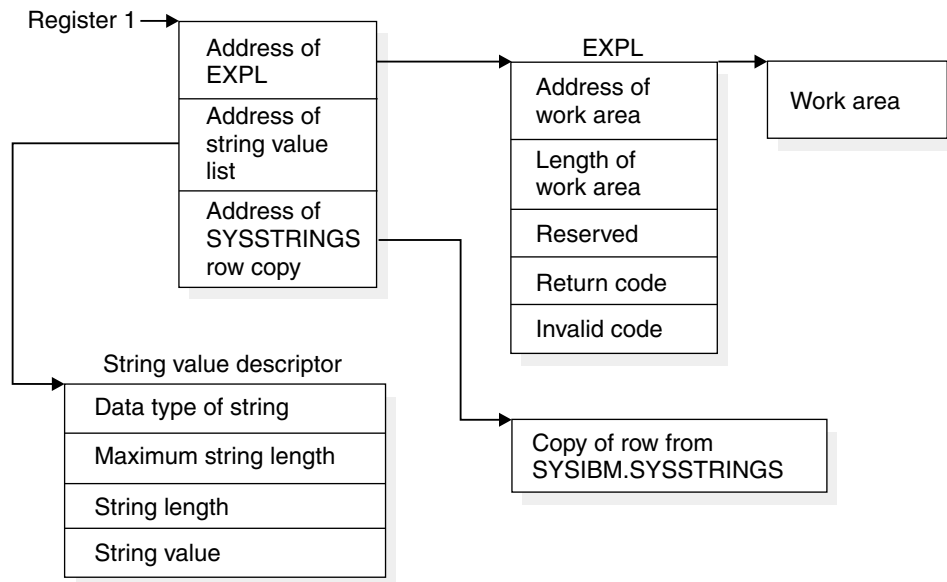 Register 1
Address of
EXPL
Address of
string value
list
Address of
SYSSTRINGS
row copy
EXPL
Address of
work area
Length of
work area
Reserved
Return code
Invalid code
Work area
String value descriptor
Data type of string
Maximum string length
String length
String value
Copy of row from
SYSIBM.SYSSTRINGS